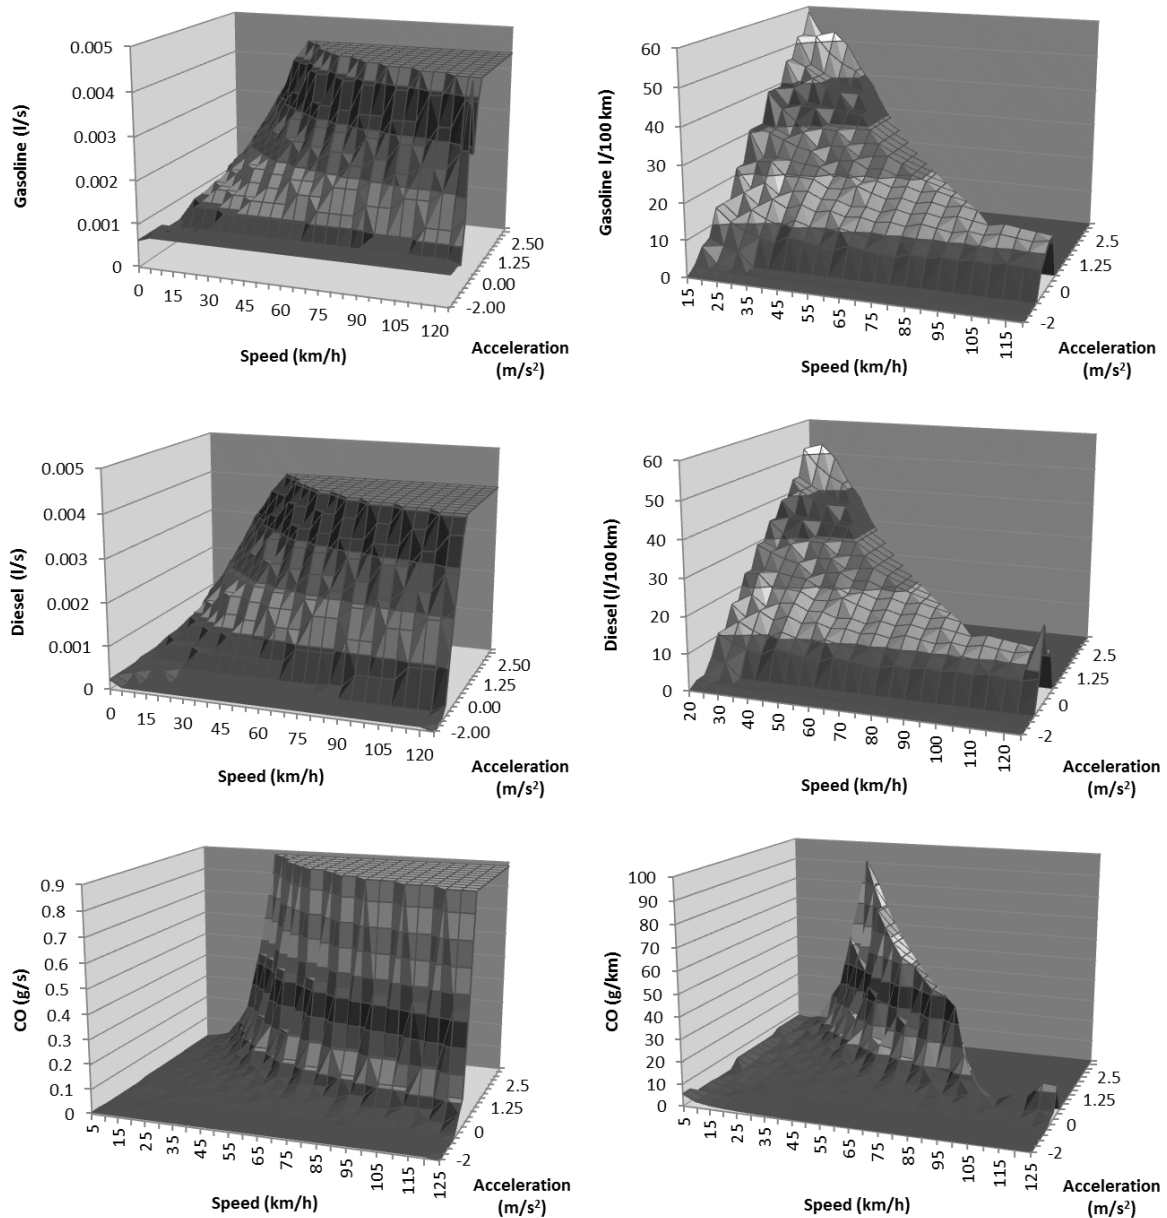 0.005
0.004
0.003
0.002
0.001
0
Gasoline (l/s)
0 15 30 45 60 75 90 105 120
Speed (km/h)
2.50
1.25
0.00
-2.00
Acceleration
(m/s²)
60
50
40
30
20
10
0
Gasoline l/100 km)
15 25 35 45 55 65 75 85 95 105 115
Speed (km/h)
2.5
1.25
0
-2
Acceleration
(m/s²)
0.005
0.004
0.003
0.002
0.001
0
Diesel (l/s)
0 15 30 45 60 75 90 105 120
Speed (km/h)
2.50
1.25
0.00
-2.00
Acceleration
(m/s²)
60
50
40
30
20
10
0
Diesel (l/100 km)
20 30 40 50 60 70 80 90 100 110 120
Speed (km/h)
2.5
1.25
0
-2
Acceleration
(m/s²)
0.9
0.8
0.7
0.6
0.5
0.4
0.3
0.2
0.1
0
CO (g/s)
5 15 25 35 45 55 65 75 85 95 105 115 125
Speed (km/h)
2.5
1.25
0
-2
Acceleration
(m/s²)
100
90
80
70
60
50
40
30
20
10
0
CO (g/km)
5 15 25 35 45 55 65 75 85 95 105 115 125
Speed (km/h)
2.5
1.25
0
-2
Acceleration
(m/s²)